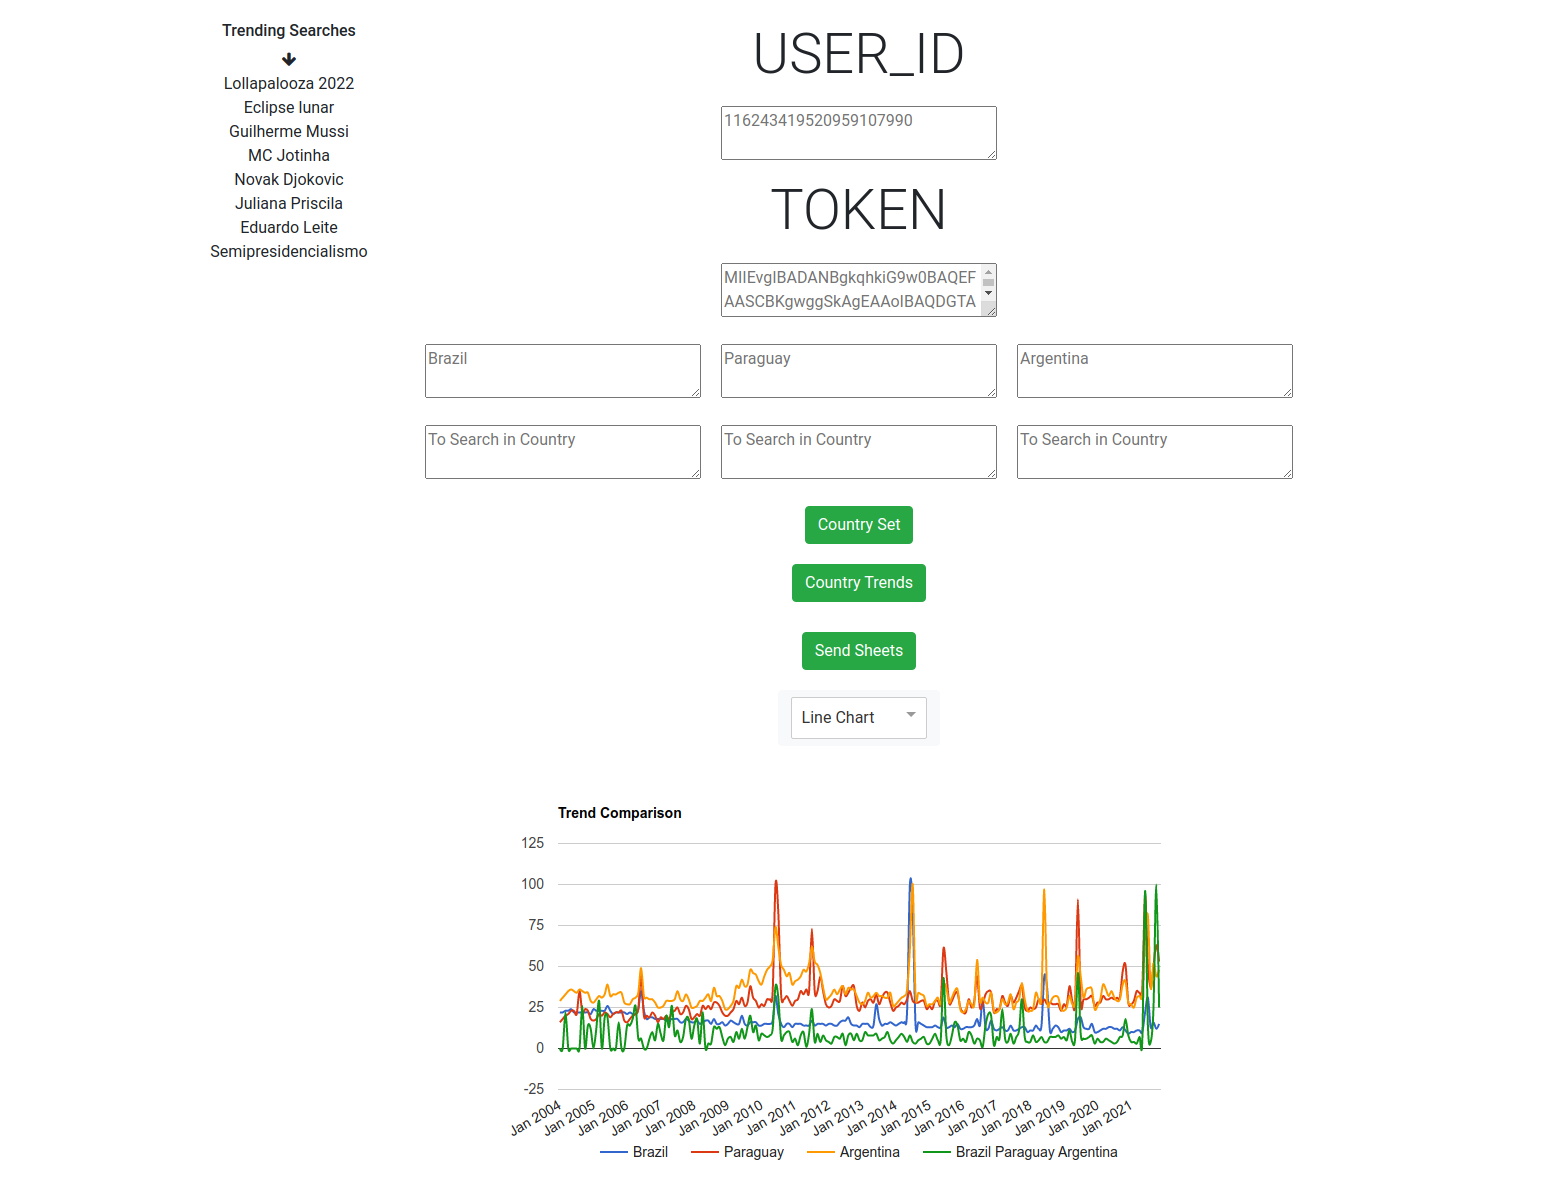 Trending Searches
Lollapalooza 2022
Eclipse lunar
Guilherme Mussi
MC Jotinha
Novak Djokovic
Juliana Priscila
Eduardo Leite
Semipresidencialismo
USER_ID
116243419520959107990
TOKEN
MIIEvgIBADANBgkqhkiG9w0BAQEF
AASCBKgwggSkAgEAAoIBAQDGTA
Brazil Paraguay Argentina
To Search in Country To Search in Country To Search in Country
Country Set
Country Trends
Send Sheets
Line Chart
Trend Comparison
125
100
75
50
25
0
-25
Jan 2004 Jan 2005 Jan 2006 Jan 2007 Jan 2008 Jan 2009 Jan 2010 Jan 2011 Jan 2012 Jan 2013 Jan 2014 Jan 2015 Jan 2016 Jan 2017 Jan 2018 Jan 2019 Jan 2020 Jan 2021
Brazil Paraguay Argentina Brazil Paraguay Argentina